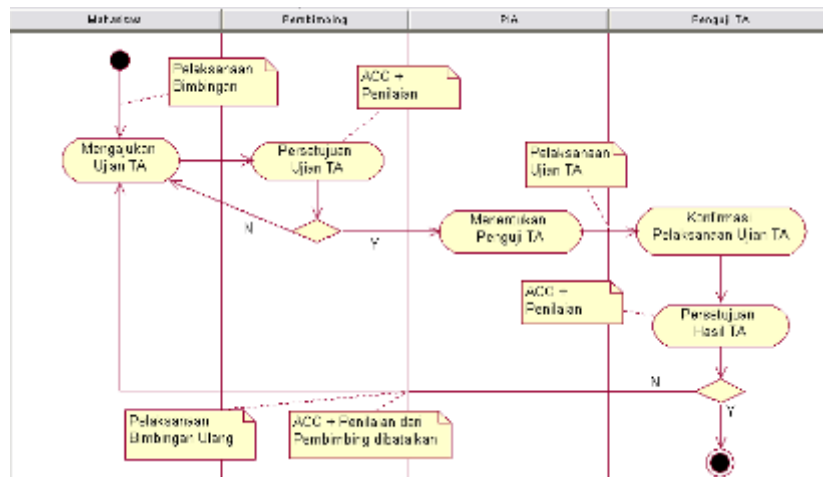 Mahasiswa
Pembimbing
PIA
Penguji TA
Pelaksanaan
Bimbingan
ACC +
Penilaian
Mengajukan
Ujian TA
Persetujuan
Ujian TA
Pelaksanaan
Ujian TA
N
Y
Menentukan
Penguji TA
Konfirmasi
Pelaksanaan Ujian TA
ACC +
Penilaian
Persetujuan
Hasil TA
N
Y
Pelaksanaan
Bimbingan Ulang
ACC + Penilaian dari
Pembimbing dibatalkan